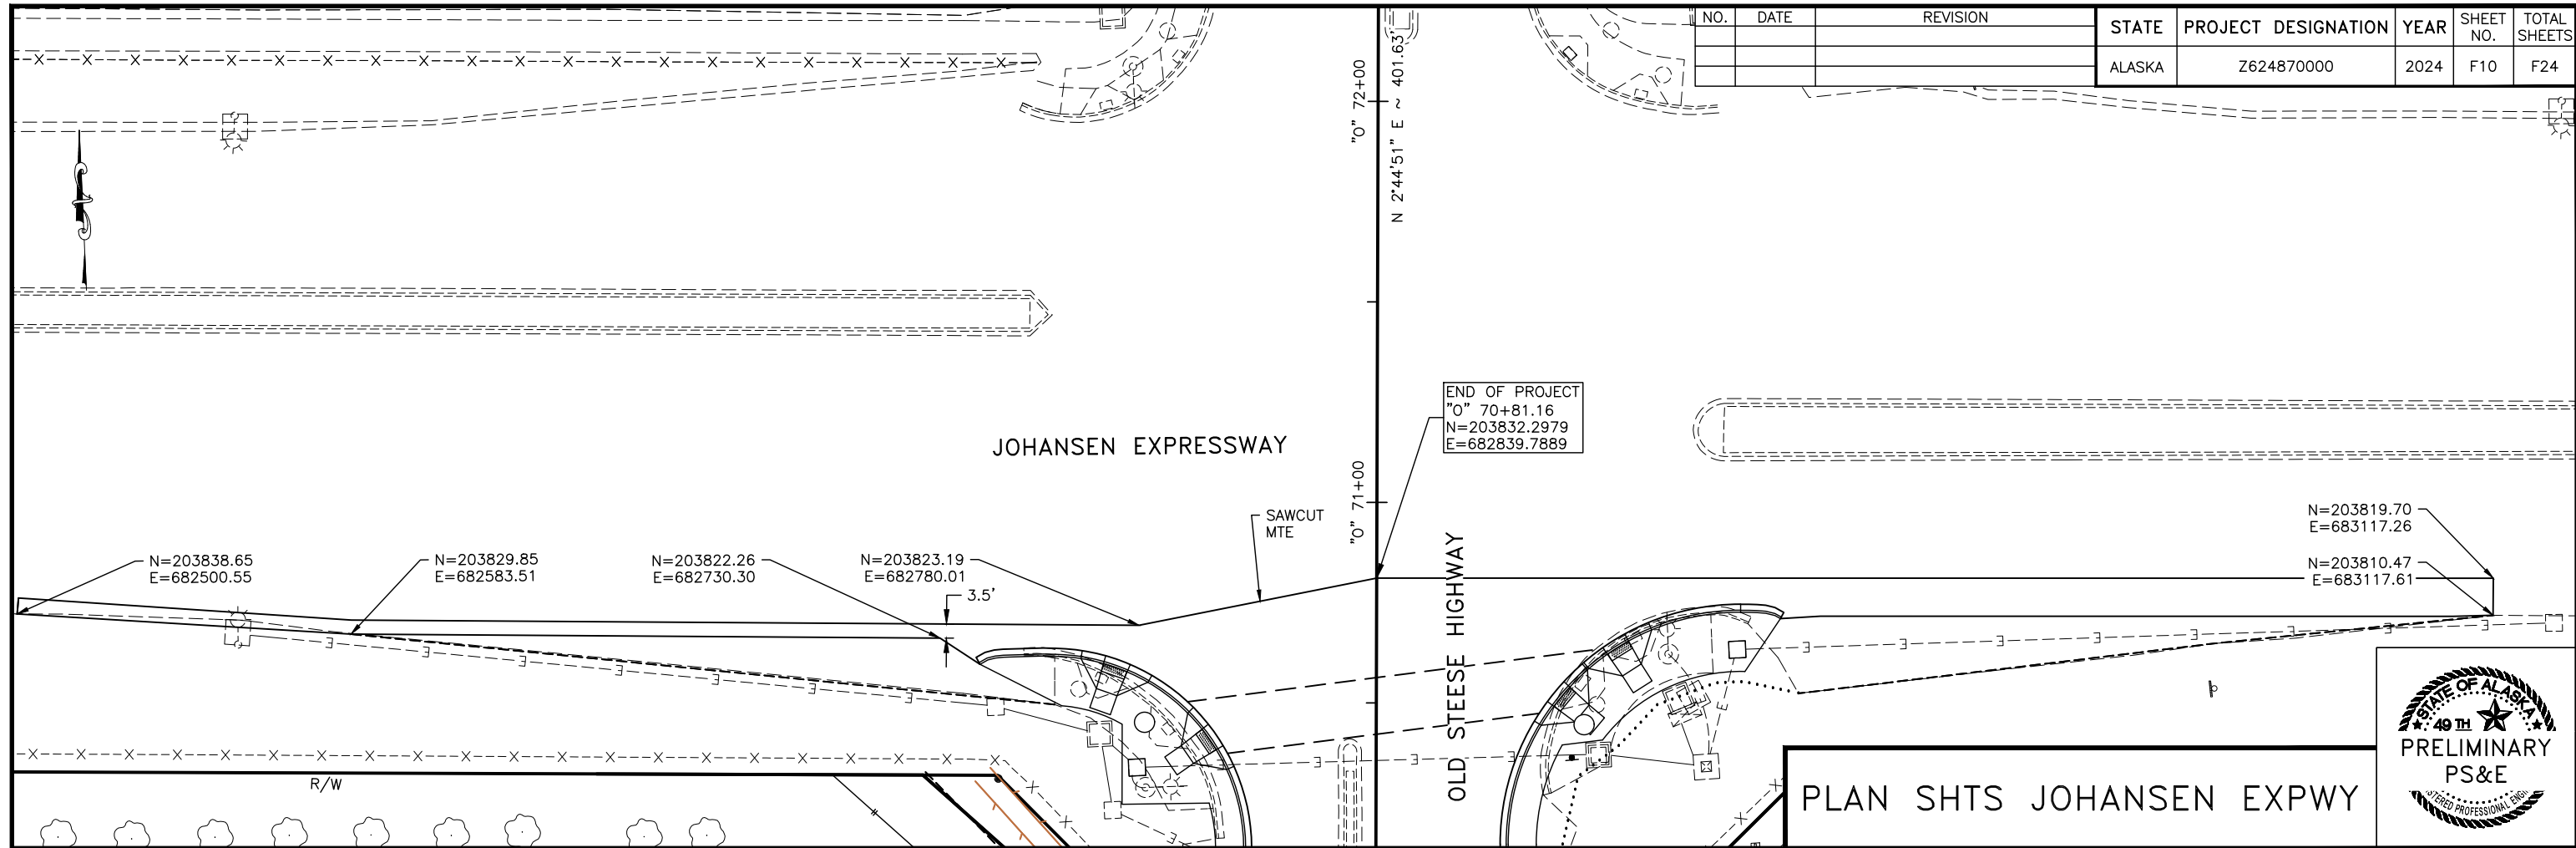 NO. DATE REVISION
STATE PROJECT DESIGNATION YEAR SHEET NO. TOTAL SHEETS
ALASKA Z624870000 2024 F10 F24
"O" 72+00
N 2°44'51" E ~ 401.63'
END OF PROJECT
"O" 70+81.16
N=203832.2979
E=682839.7889
JOHANSEN EXPRESSWAY
"O" 71+00
SAWCUT
MTE
N=203819.70
E=683117.26
N=203810.47
E=683117.61
N=203838.65
E=682500.55
N=203829.85
E=682583.51
N=203822.26
E=682730.30
N=203823.19
E=682780.01
3.5'
OLD STEESE HIGHWAY
R/W
PLAN SHTS JOHANSEN EXPWY
STATE OF ALASKA
49 TH
PRELIMINARY
PS&E